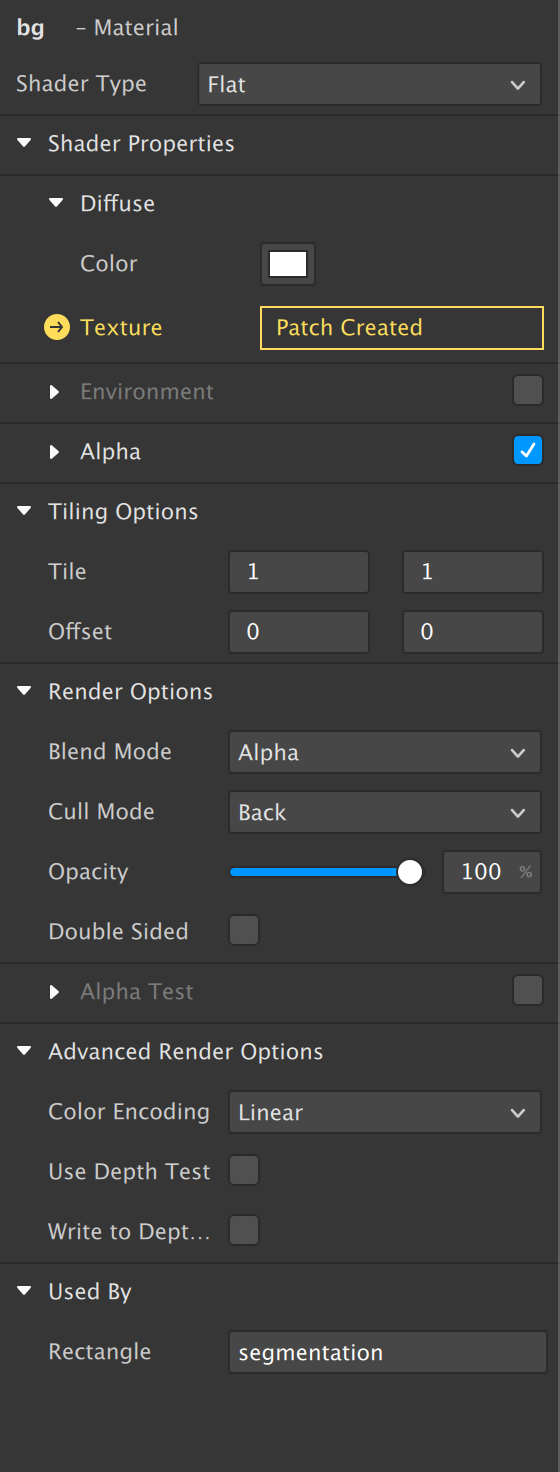 bg – Material
Shader Type Flat
Shader Properties
Diffuse
Color
Texture Patch Created
Environment
Alpha
Tiling Options
Tile 1 1
Offset 0 0
Render Options
Blend Mode Alpha
Cull Mode Back
Opacity 100 %
Double Sided
Alpha Test
Advanced Render Options
Color Encoding Linear
Use Depth Test
Write to Dept...
Used By
Rectangle segmentation